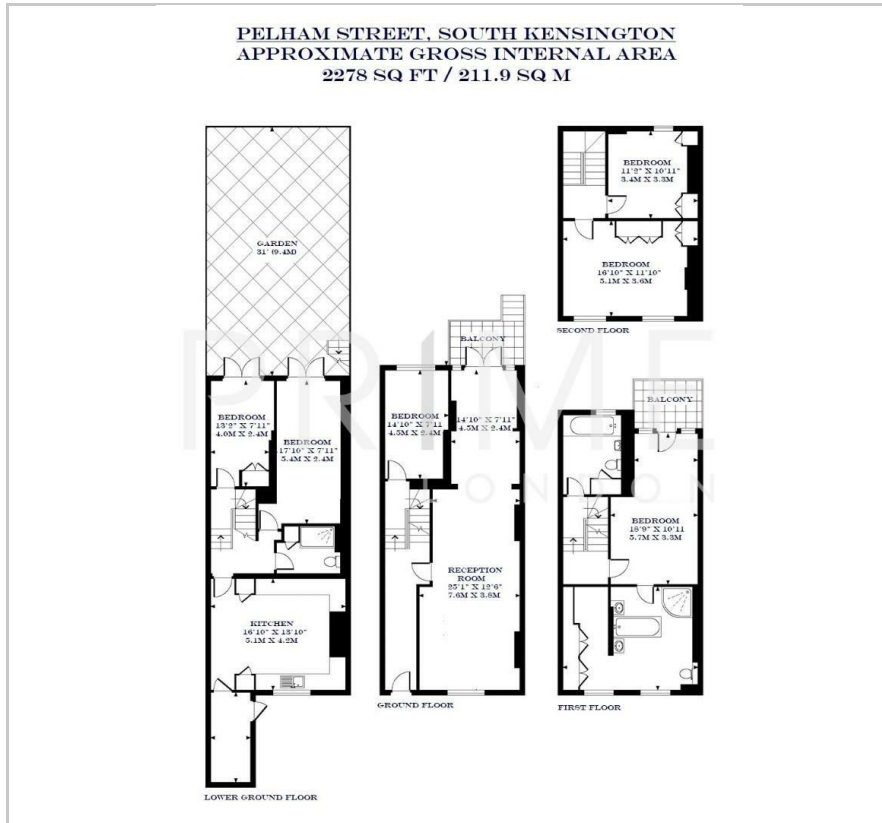 PELHAM STREET, SOUTH KENSINGTON
APPROXIMATE GROSS INTERNAL AREA
2278 SQ FT / 211.9 SQ M
GARDEN
31' (9.4M)
BEDROOM
13'2" X 7'11"
4.0M X 2.4M
BEDROOM
17'10" X 7'11"
5.4M X 2.4M
KITCHEN
16'10" X 13'10"
5.1M X 4.2M
LOWER GROUND FLOOR
BALCONY
BEDROOM
14'10" X 7'11
4.5M X 2.4M
14'10" X 7'11"
4.5M X 2.4M
RECEPTION
ROOM
25'1" X 12'6"
7.6M X 3.8M
GROUND FLOOR
BEDROOM
11'2" X 10'11"
3.4M X 3.3M
BEDROOM
16'10" X 11'10"
5.1M X 3.6M
SECOND FLOOR
BALCONY
BEDROOM
18'9" X 10'11
5.7M X 3.3M
FIRST FLOOR
PRIME
LONDON